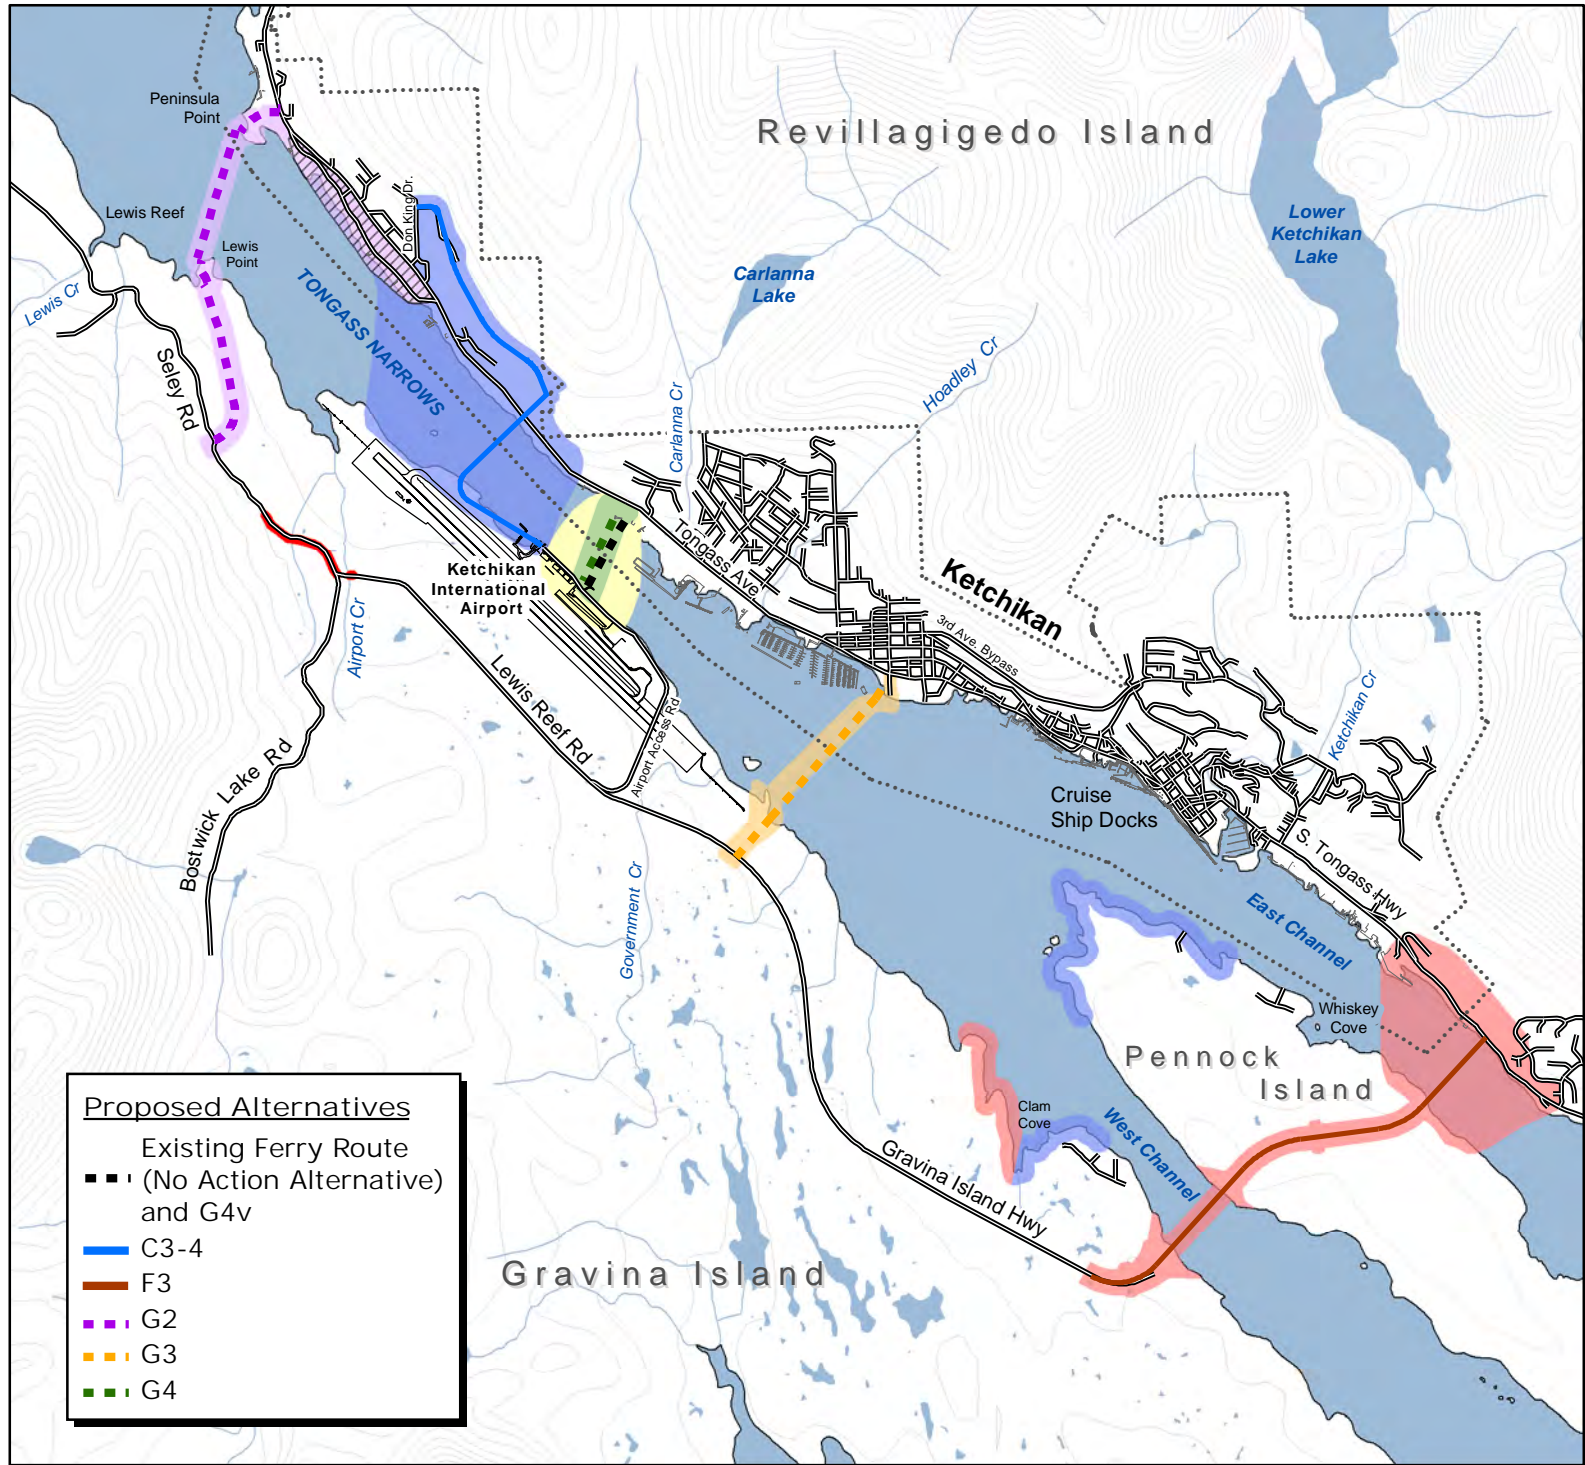 Revillagigedo Island
Peninsula
Point
Lewis Reef
Lewis
Point
Lewis Cr
Don King Dr.
TONGASS NARROWS
Lower
Ketchikan
Lake
Carlanna
Lake
Seley Rd
Carlanna Cr
Hoadley Cr
Tongass Ave
Ketchikan
Ketchikan
International
Airport
3rd Ave. Bypass
Airport Cr
Lewis Reef Rd
Airport Access Rd
Ketchikan Cr
Bostwick Lake Rd
Cruise
Ship Docks
S. Tongass Hwy
Government Cr
East Channel
Whiskey
Cove
Pennock
Island
Clam
Cove
West Channel
Gravina Island Hwy
Gravina Island
Proposed Alternatives
Existing Ferry Route
(No Action Alternative)
and G4v
C3-4
F3
G2
G3
G4